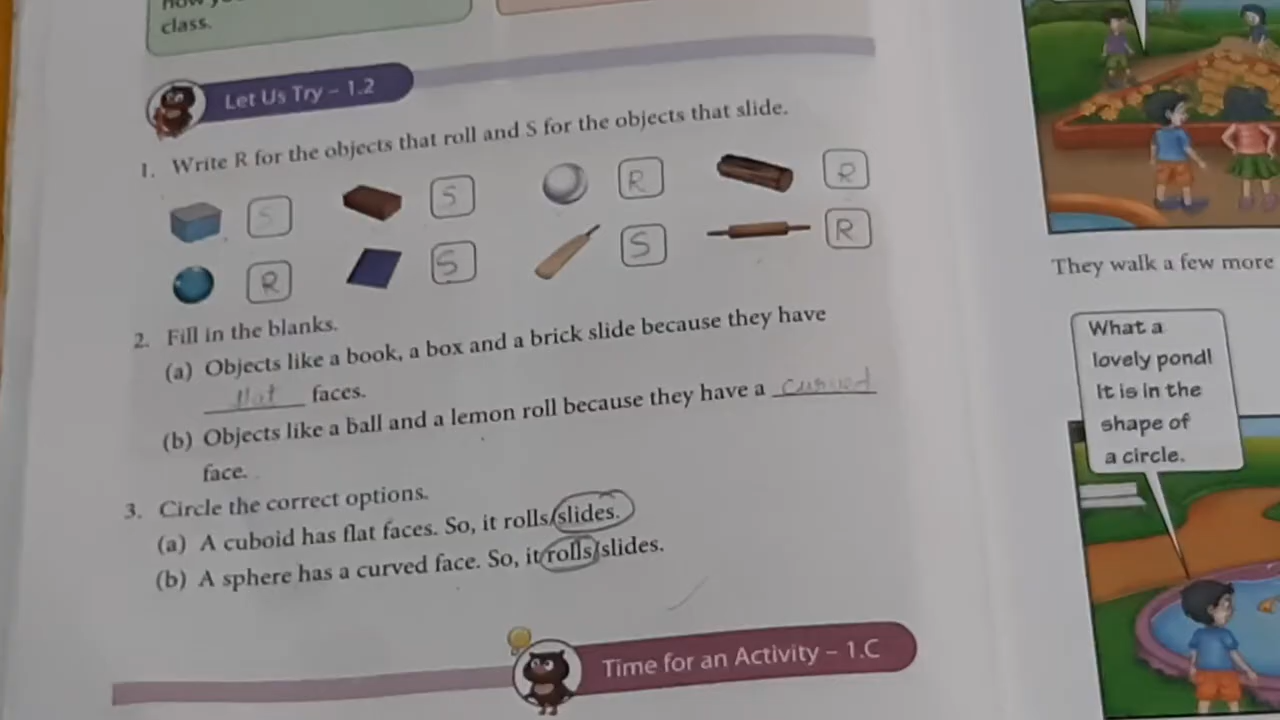 class.
Let Us Try – 1.2
1. Write R for the objects that roll and S for the objects that slide.
S S R R
R S S R
2. Fill in the blanks.
(a) Objects like a book, a box and a brick slide because they have
flat faces.
(b) Objects like a ball and a lemon roll because they have a curved
face.
3. Circle the correct options.
(a) A cuboid has flat faces. So, it rolls/slides.
(b) A sphere has a curved face. So, it rolls/slides.
Time for an Activity – 1.C
They walk a few more
What a
lovely pond!
It is in the
shape of
a circle.